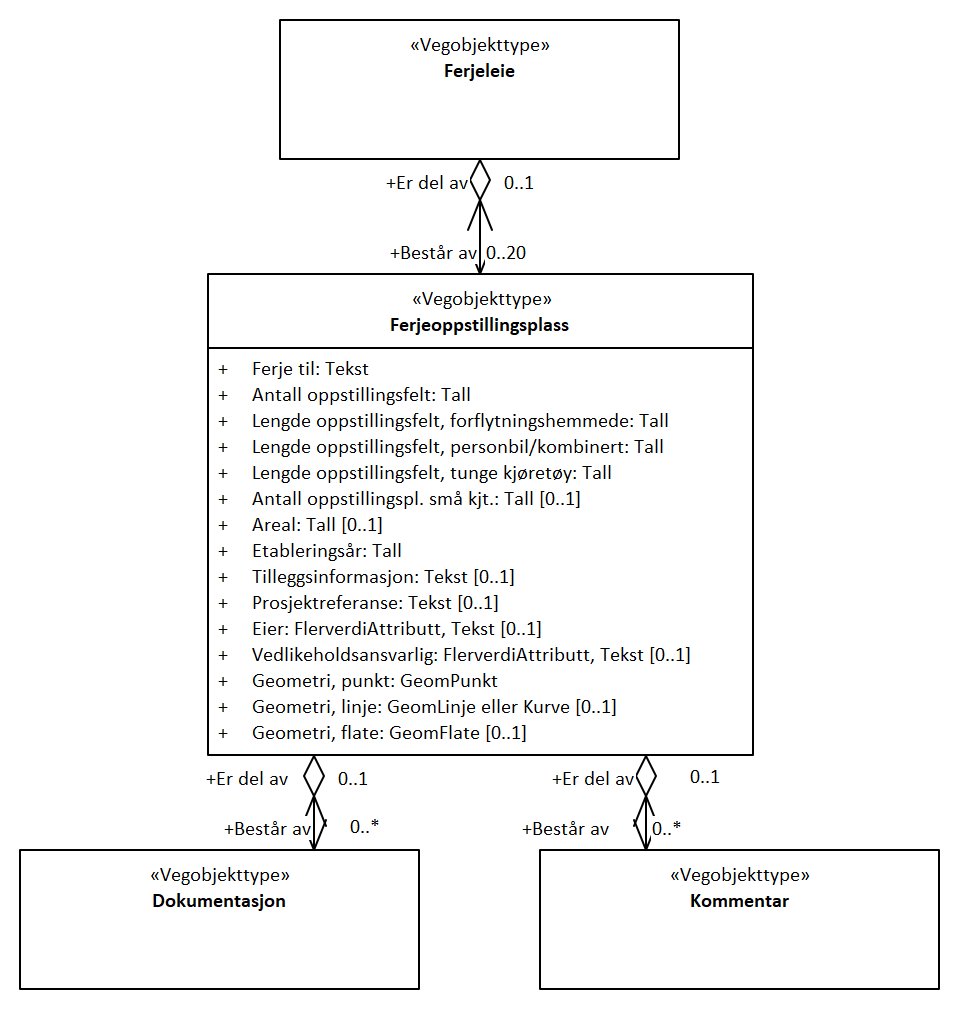 «Vegobjekttype»
Ferjeleie
+Er del av 0..1
+Består av 0..20
«Vegobjekttype»
Ferjeoppstillingsplass
+ Ferje til: Tekst
+ Antall oppstillingsfelt: Tall
+ Lengde oppstillingsfelt, forflytningshemmede: Tall
+ Lengde oppstillingsfelt, personbil/kombinert: Tall
+ Lengde oppstillingsfelt, tunge kjøretøy: Tall
+ Antall oppstillingspl. små kjt.: Tall [0..1]
+ Areal: Tall [0..1]
+ Etableringsår: Tall
+ Tilleggsinformasjon: Tekst [0..1]
+ Prosjektreferanse: Tekst [0..1]
+ Eier: FlerverdiAttributt, Tekst [0..1]
+ Vedlikeholdsansvarlig: FlerverdiAttributt, Tekst [0..1]
+ Geometri, punkt: GeomPunkt
+ Geometri, linje: GeomLinje eller Kurve [0..1]
+ Geometri, flate: GeomFlate [0..1]
+Er del av 0..1 +Er del av 0..1
+Består av 0..* +Består av 0..*
«Vegobjekttype»
Dokumentasjon
«Vegobjekttype»
Kommentar